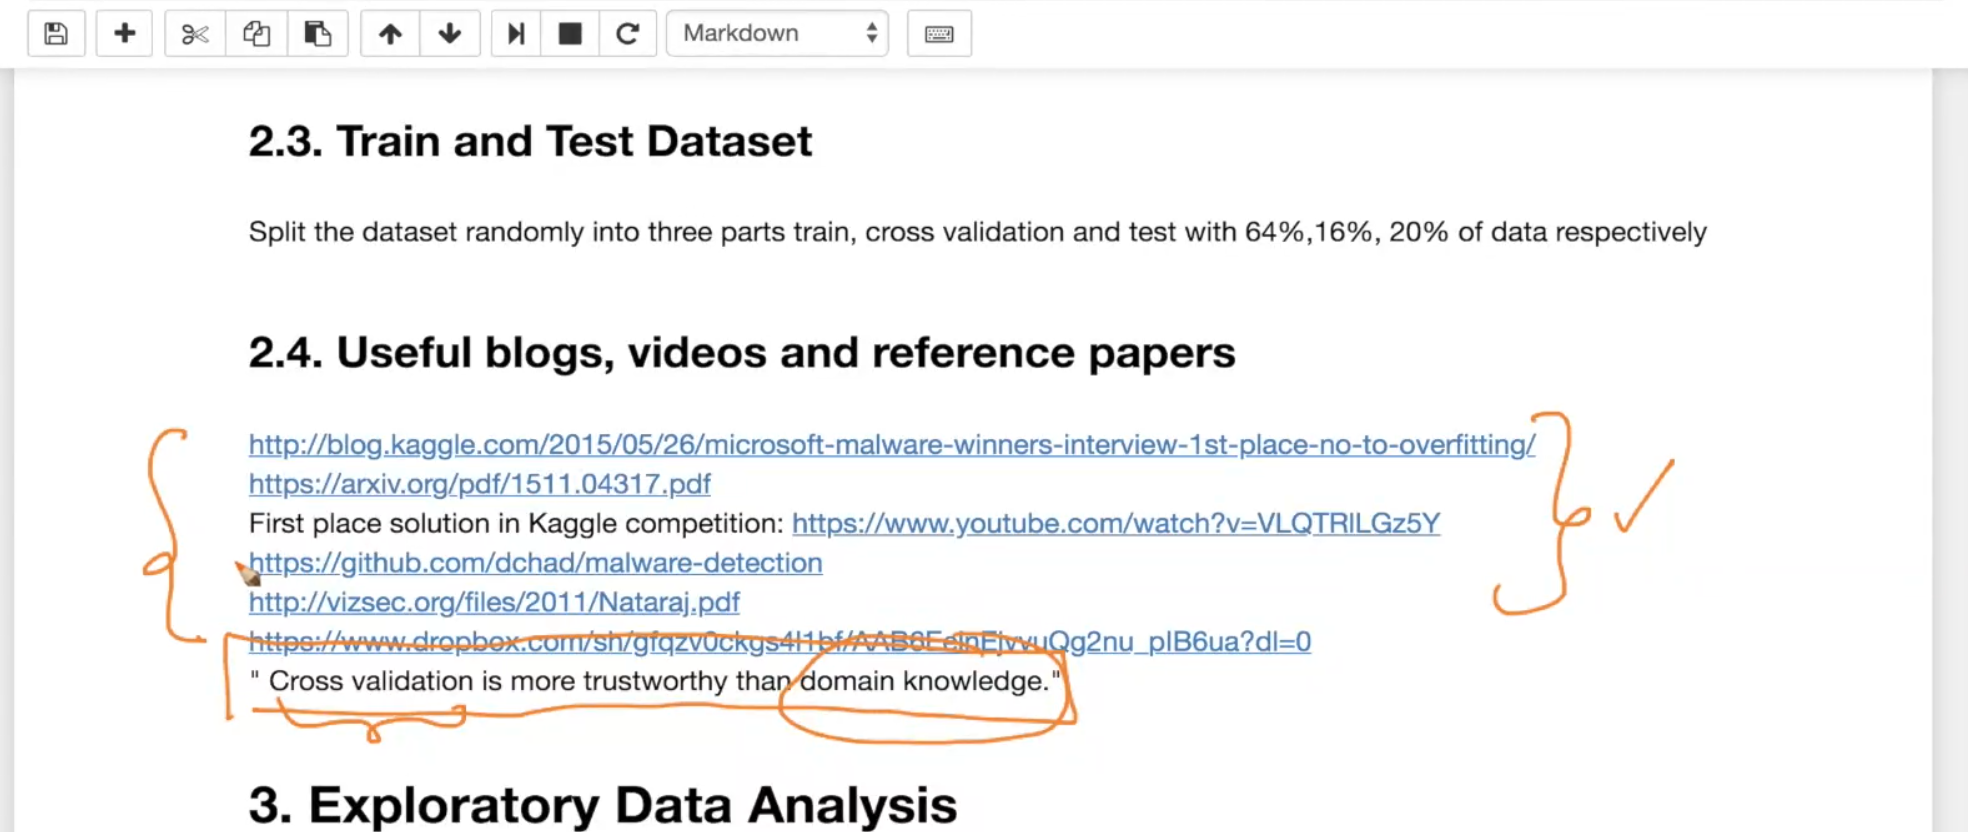 Markdown
2.3. Train and Test Dataset
Split the dataset randomly into three parts train, cross validation and test with 64%,16%, 20% of data respectively
2.4. Useful blogs, videos and reference papers
http://blog.kaggle.com/2015/05/26/microsoft-malware-winners-interview-1st-place-no-to-overfitting/
https://arxiv.org/pdf/1511.04317.pdf
First place solution in Kaggle competition: https://www.youtube.com/watch?v=VLQTRlLGz5Y
https://github.com/dchad/malware-detection
http://vizsec.org/files/2011/Nataraj.pdf
https://www.dropbox.com/sh/gfqzv0ckgs4l1bf/AAB6EelnEjvvuQg2nu_pIB6ua?dl=0
" Cross validation is more trustworthy than domain knowledge."
3. Exploratory Data Analysis